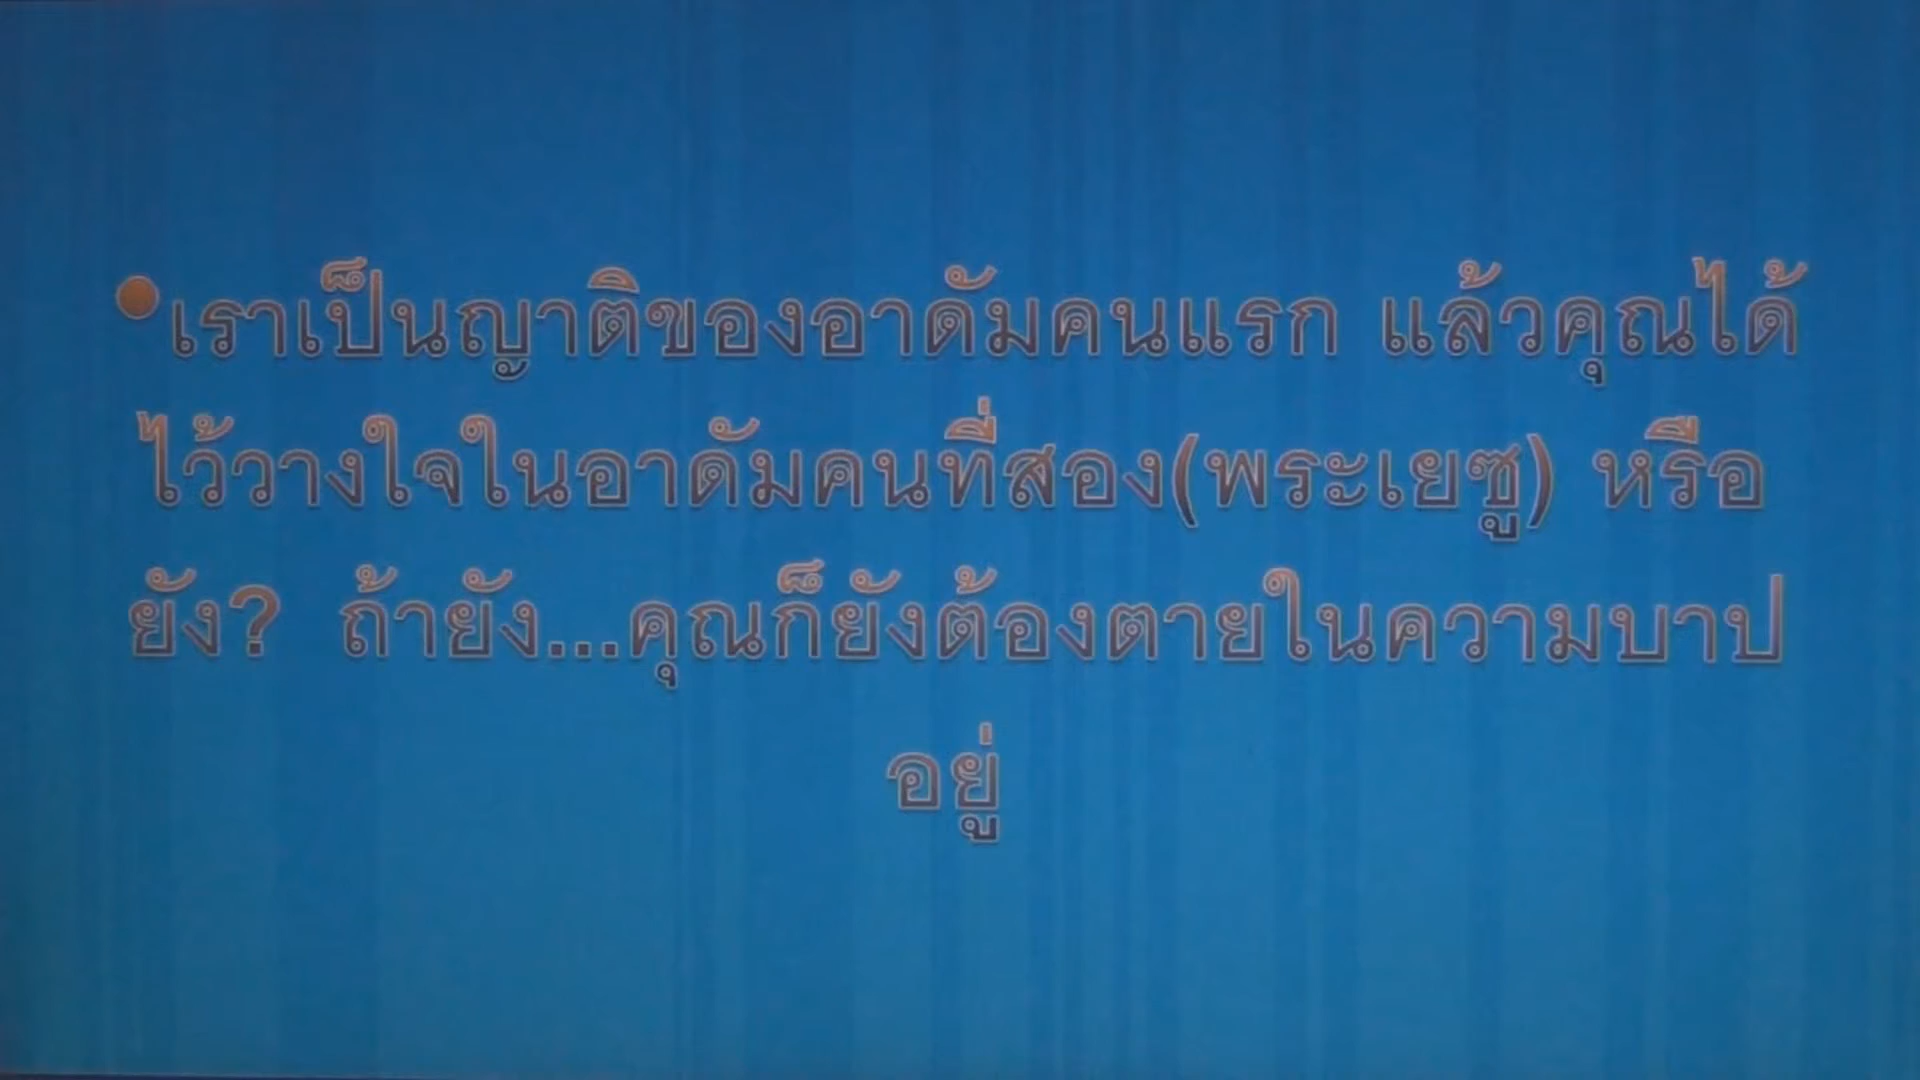 •เราเป็นญาติของอาดัมคนแรก แล้วคุณได้
ไว้วางใจในอาดัมคนที่สอง(พระเยซู) หรือ
ยัง? ถ้ายัง...คุณก็ยังต้องตายในความบาป
อยู่